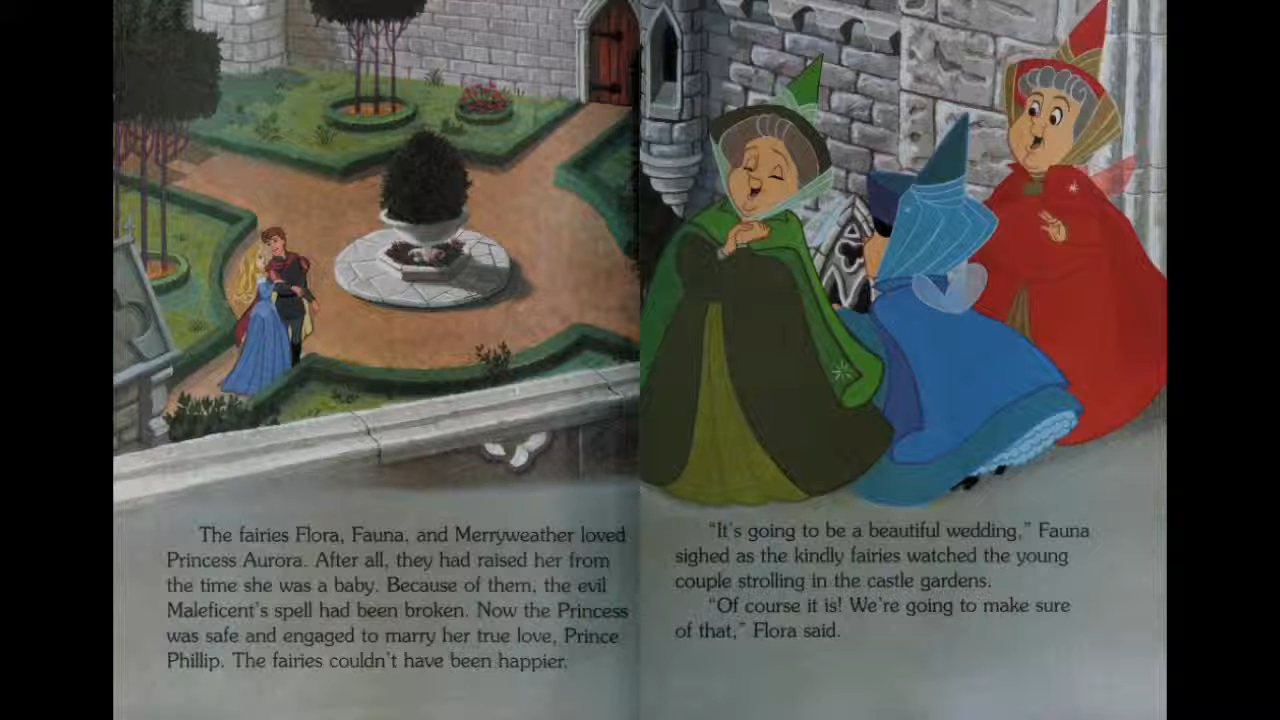 The fairies Flora, Fauna, and Merryweather loved
Princess Aurora. After all, they had raised her from
the time she was a baby. Because of them, the evil
Maleficent's spell had been broken. Now the Princess
was safe and engaged to marry her true love, Prince
Phillip. The fairies couldn't have been happier.
“It's going to be a beautiful wedding,” Fauna
sighed as the kindly fairies watched the young
couple strolling in the castle gardens.
“Of course it is! We're going to make sure
of that,” Flora said.